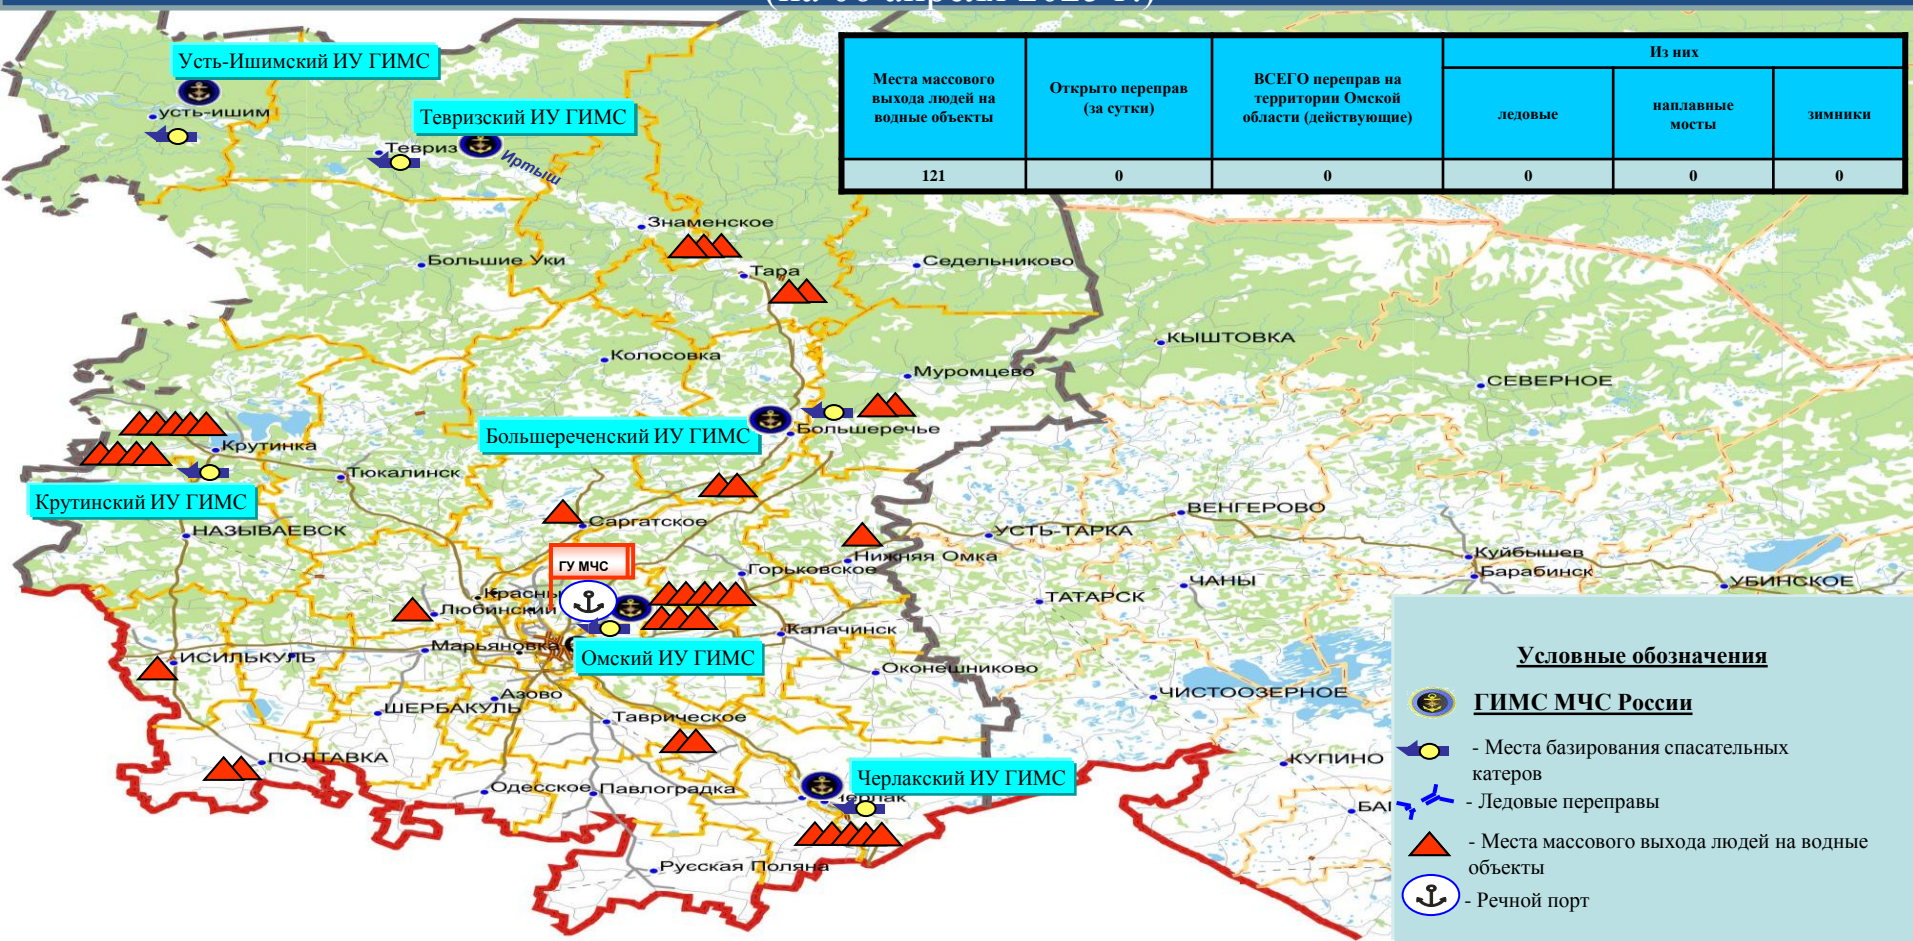 Усть-Ишимский ИУ ГИМС
усть-ишим
Тевризский ИУ ГИМС
Тевриз
Иртыш
Места массового
выхода людей на
водные объекты
Открыто переправ
(за сутки)
ВСЕГО переправ на
территории Омской
области (действующие)
Из них
ледовые
наплавные
мосты
зимники
121
0
0
0
0
0
Знаменское
Большие Уки
Тара
Седельниково
КЫШТОВКА
Колосовка
Муромцево
СЕВЕРНОЕ
Большереченский ИУ ГИМС
Большеречье
Крутинка
Тюкалинск
Крутинский ИУ ГИМС
НАЗЫВАЕВСК
Саргатское
ВЕНГЕРОВО
УСТЬ-ТАРКА
Нижняя Омка
Куйбышев
Барабинск
УБИНСКОЕ
ГУ МЧС
Горьковское
ЧАНЫ
ТАТАРСК
Красны
Любинский
Калачинск
Марьяновка
ИСИЛЬКУЛЬ
Омский ИУ ГИМС
Оконешниково
ЧИСТООЗЕРНОЕ
Азово
ШЕРБАКУЛЬ
Таврическое
ПОЛТАВКА
КУПИНО
Одесское
Павлоградка
Черлакский ИУ ГИМС
Русская Поляна
Условные обозначения
ГИМС МЧС России
- Места базирования спасательных
катеров
- Ледовые переправы
- Места массового выхода людей на водные
объекты
- Речной порт